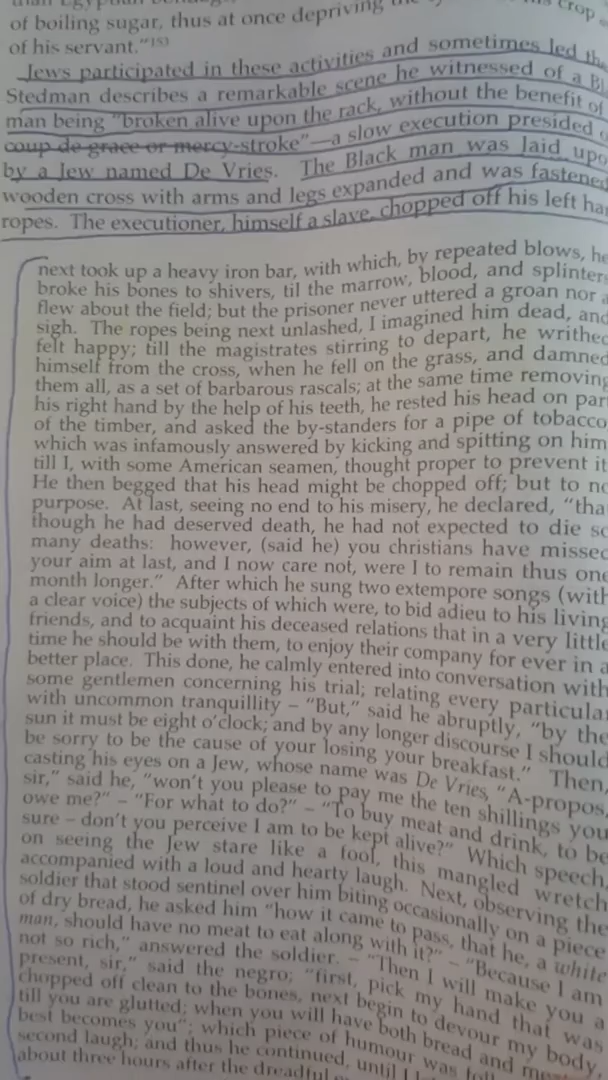 of boiling sugar, thus at once depriving
of his servant."¹⁵³
Jews participated in these activities and sometimes led the
Stedman describes a remarkable scene he witnessed of a Bl
man being "broken alive upon the rack, without the benefit of
coup de grace or mercy-stroke"—a slow execution presided
by a Jew named De Vries. The Black man was laid upo
wooden cross with arms and legs expanded and was fastened
ropes. The executioner, himself a slave, chopped off his left ha
next took up a heavy iron bar, with which, by repeated blows, he
broke his bones to shivers, til the marrow, blood, and splinters
flew about the field; but the prisoner never uttered a groan nor a
sigh. The ropes being next unlashed, I imagined him dead, and
felt happy; till the magistrates stirring to depart, he writhed
himself from the cross, when he fell on the grass, and damned
them all, as a set of barbarous rascals; at the same time removing
his right hand by the help of his teeth, he rested his head on par
of the timber, and asked the by-standers for a pipe of tobacco
which was infamously answered by kicking and spitting on him
till I, with some American seamen, thought proper to prevent it
He then begged that his head might be chopped off; but to no
purpose. At last, seeing no end to his misery, he declared, "tha
though he had deserved death, he had not expected to die so
many deaths: however, (said he) you christians have missed
your aim at last, and I now care not, were I to remain thus one
month longer." After which he sung two extempore songs (with
a clear voice) the subjects of which were, to bid adieu to his living
friends, and to acquaint his deceased relations that in a very little
time he should be with them, to enjoy their company for ever in a
better place. This done, he calmly entered into conversation with
some gentlemen concerning his trial; relating every particular
with uncommon tranquillity – "But," said he abruptly, "by the
sun it must be eight o'clock; and by any longer discourse I should
be sorry to be the cause of your losing your breakfast." Then,
casting his eyes on a Jew, whose name was De Vries, "A-propos,
sir," said he, "won't you please to pay me the ten shillings you
owe me?" – "For what to do?" – "To buy meat and drink, to be
sure – don't you perceive I am to be kept alive?" Which speech,
on seeing the Jew stare like a fool, this mangled wretch
accompanied with a loud and hearty laugh. Next, observing the
soldier that stood sentinel over him biting occasionally on a piece
of dry bread, he asked him "how it came to pass, that he, a white
man, should have no meat to eat along with it?" – "Because I am
not so rich," answered the soldier. – "Then I will make you a
present, sir," said the negro; "first, pick my hand that was
chopped off clean to the bones, next begin to devour my body,
till you are glutted; when you will have both bread and meat
best becomes you"; which piece of humour was
second laugh; and thus he continued, until I
about three hours after the dreadful